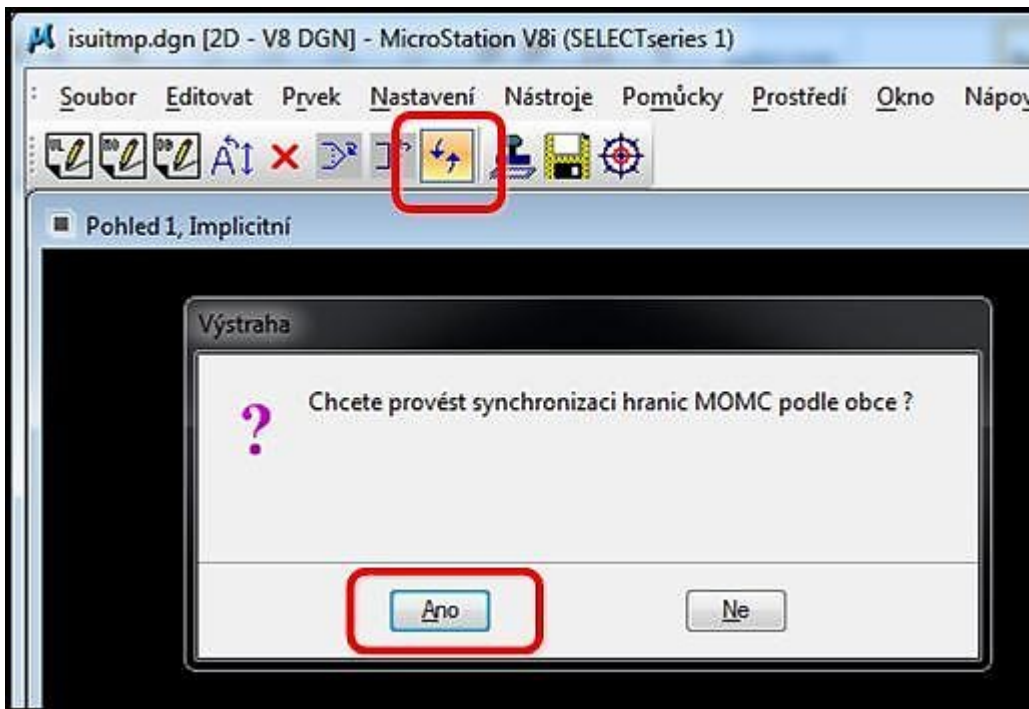 isuitmp.dgn [2D - V8 DGN] - MicroStation V8i (SELECTseries 1)
Soubor Editovat Prvek Nastavení Nástroje Pomůcky Prostředí Okno
Pohled 1, Implicitní
Výstraha
Chcete provést synchronizaci hranic MOMC podle obce ?
Ano Ne